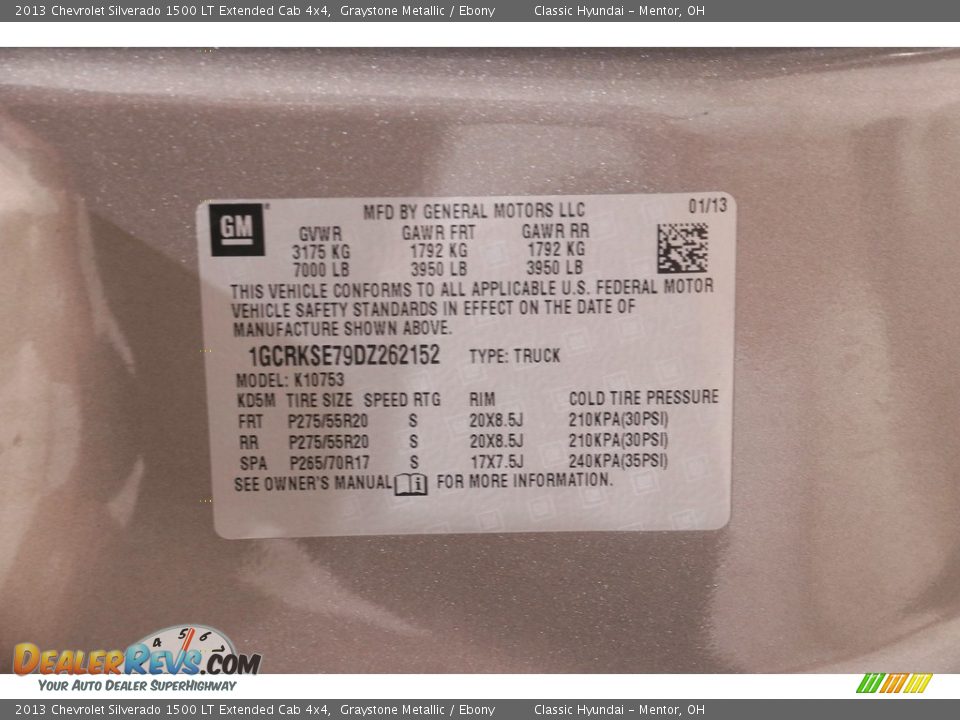 2013 Chevrolet Silverado 1500 LT Extended Cab 4x4, Graystone Metallic / Ebony Classic Hyundai - Mentor, OH
GM
MFD BY GENERAL MOTORS LLC 01/13
GVWR GAWR FRT GAWR RR
3175 KG 1792 KG 1792 KG
7000 LB 3950 LB 3950 LB
THIS VEHICLE CONFORMS TO ALL APPLICABLE U.S. FEDERAL MOTOR
VEHICLE SAFETY STANDARDS IN EFFECT ON THE DATE OF
MANUFACTURE SHOWN ABOVE.
1GCRKSE79DZ262152 TYPE: TRUCK
MODEL: K10753
KD5M TIRE SIZE SPEED RTG RIM COLD TIRE PRESSURE
FRT P275/55R20 S 20X8.5J 210KPA(30PSI)
RR P275/55R20 S 20X8.5J 210KPA(30PSI)
SPA P265/70R17 S 17X7.5J 240KPA(35PSI)
SEE OWNER'S MANUAL i FOR MORE INFORMATION.
4 5 6 7
DEALERREVS.COM
YOUR AUTO DEALER SUPERHIGHWAY
2013 Chevrolet Silverado 1500 LT Extended Cab 4x4, Graystone Metallic / Ebony Classic Hyundai - Mentor, OH